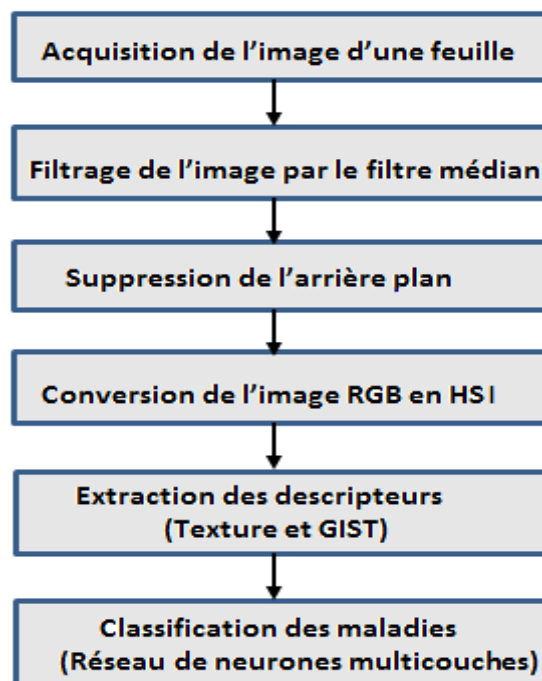 Acquisition de l’image d’une feuille
Filtrage de l’image par le filtre médian
Suppression de l’arrière plan
Conversion de l’image RGB en HSI
Extraction des descripteurs
(Texture et GIST)
Classification des maladies
(Réseau de neurones multicouches)